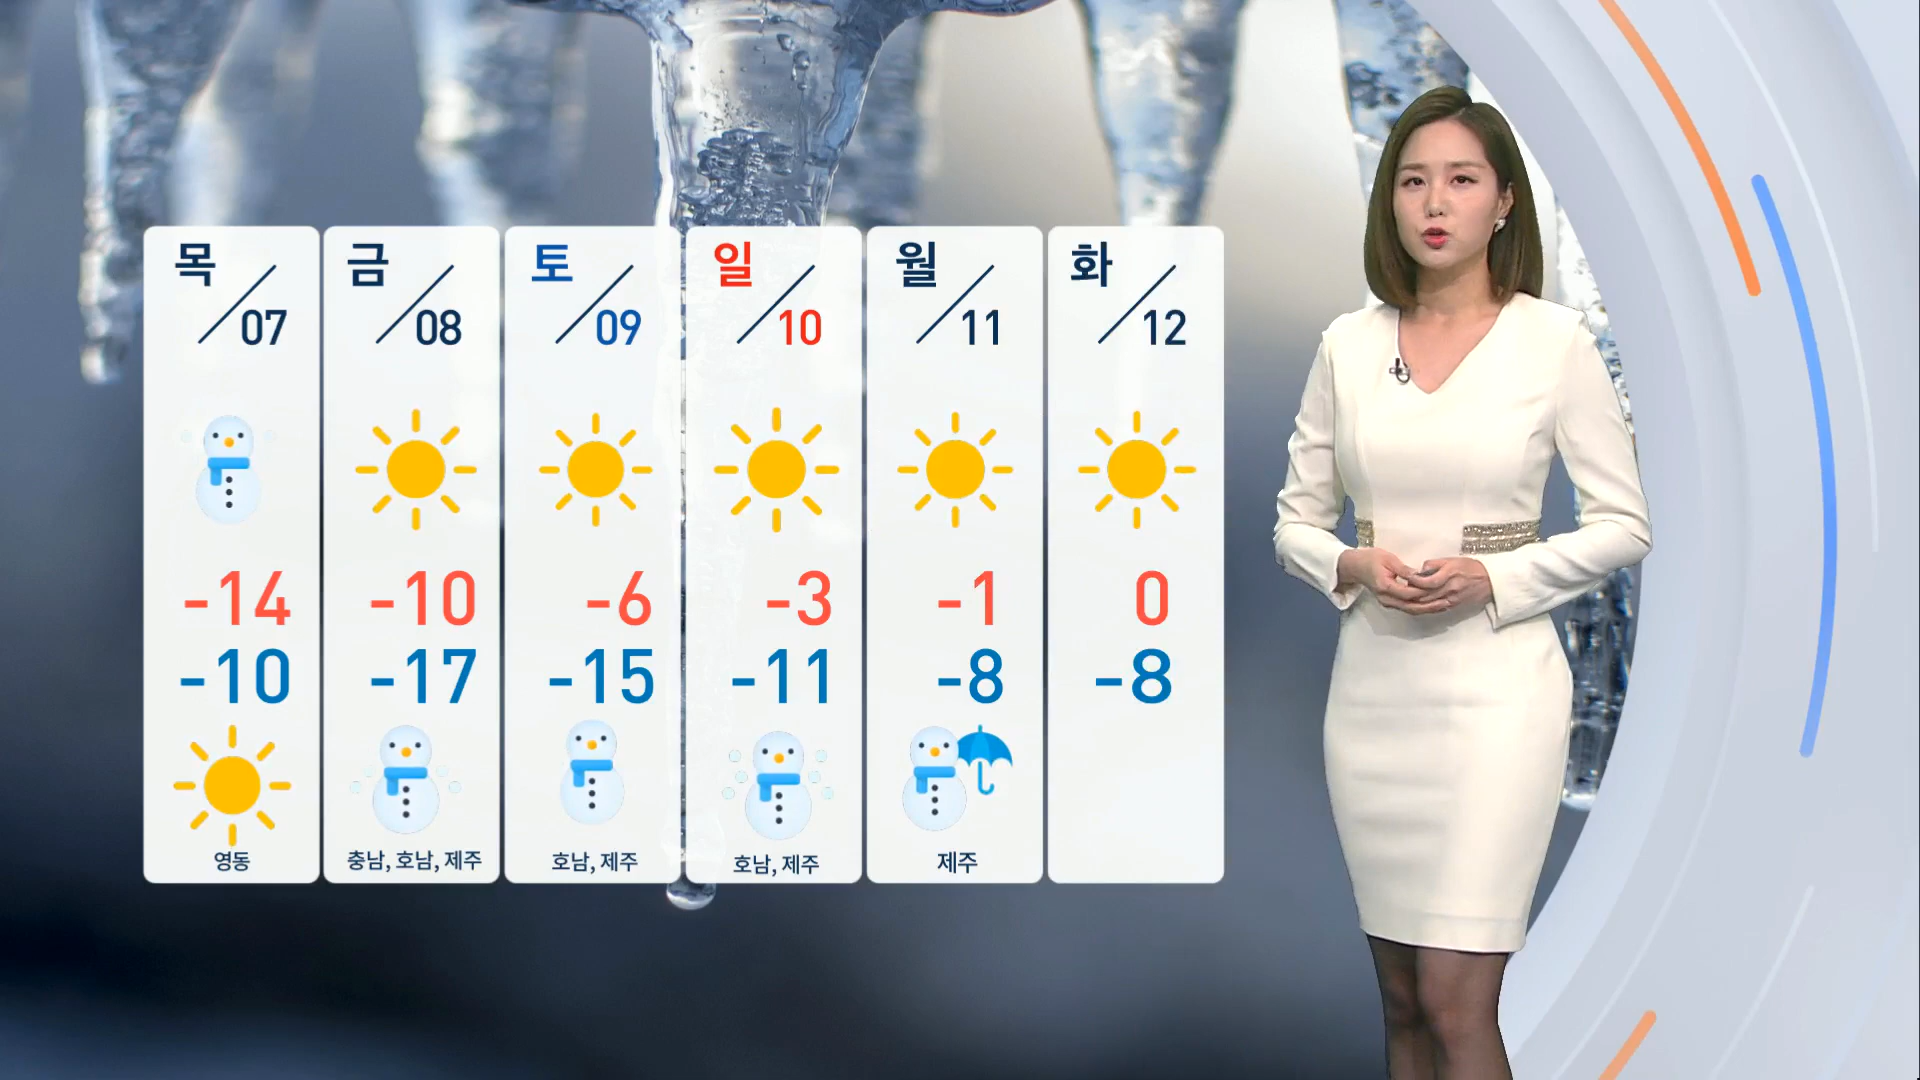 목 07
금 08
토 09
일 10
월 11
화 12
-14
-10
-6
-3
-1
0
-10
-17
-15
-11
-8
-8
영동
충남, 호남, 제주
호남, 제주
호남, 제주
제주